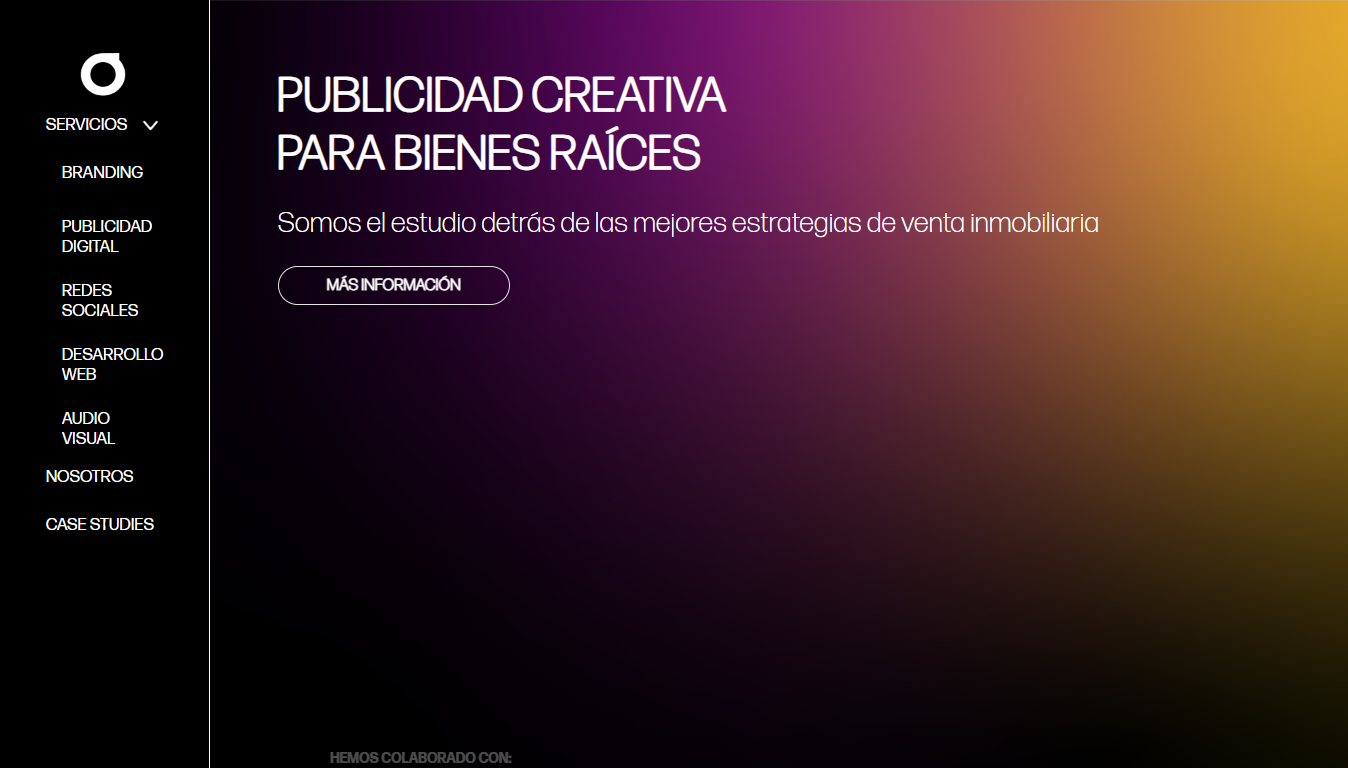 SERVICIOS
BRANDING
PUBLICIDAD
DIGITAL
REDES
SOCIALES
DESARROLLO
WEB
AUDIO
VISUAL
NOSOTROS
CASE STUDIES
PUBLICIDAD CREATIVA
PARA BIENES RAÍCES
Somos el estudio detrás de las mejores estrategias de venta inmobiliaria
MÁS INFORMACIÓN
HEMOS COLABORADO CON: